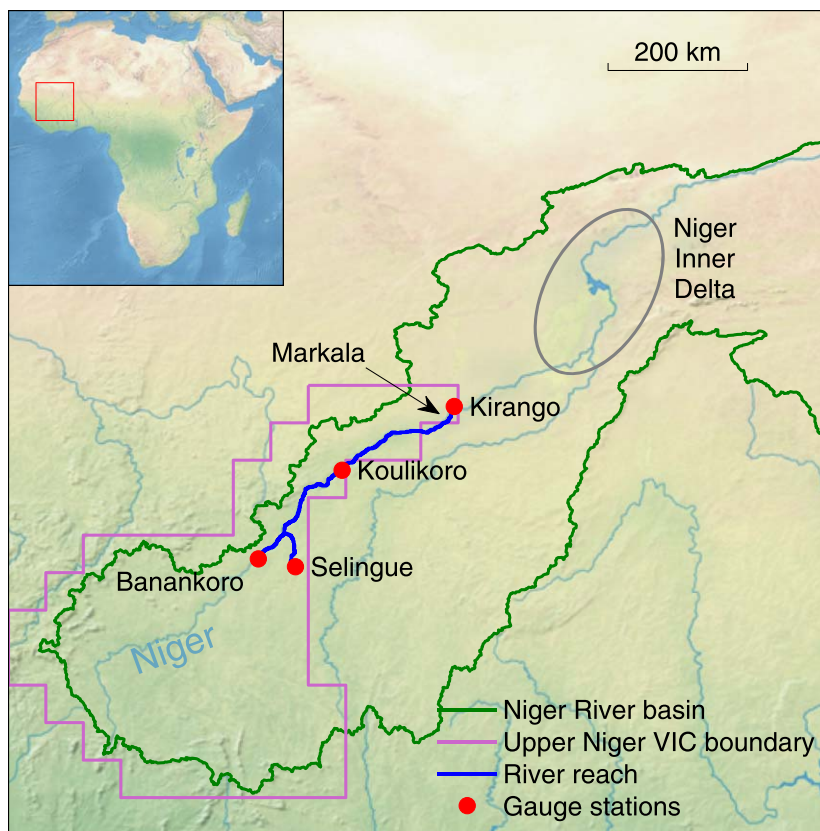 200 km
Niger
Inner
Delta
Markala
Kirango
Koulikoro
Selingue
Banankoro
Niger
Niger River basin
Upper Niger VIC boundary
River reach
Gauge stations